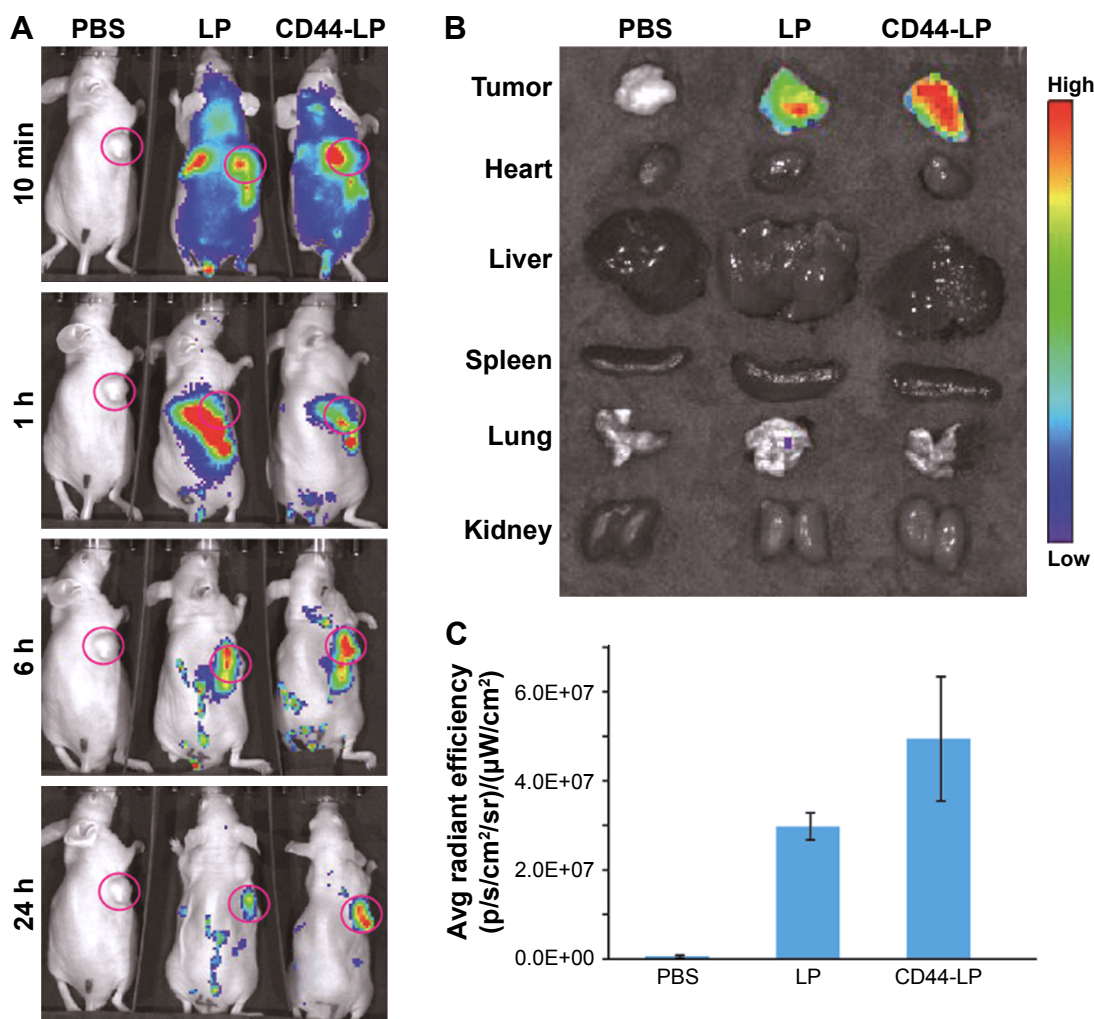 A
PBS LP CD44-LP
10 min
1 h
6 h
24 h
B
PBS LP CD44-LP
Tumor
Heart
Liver
Spleen
Lung
Kidney
High
Low
C
Avg radiant efficiency
(p/s/cm²/sr)/(µW/cm²)
6.0E+07
4.0E+07
2.0E+07
0.0E+00
PBS LP CD44-LP